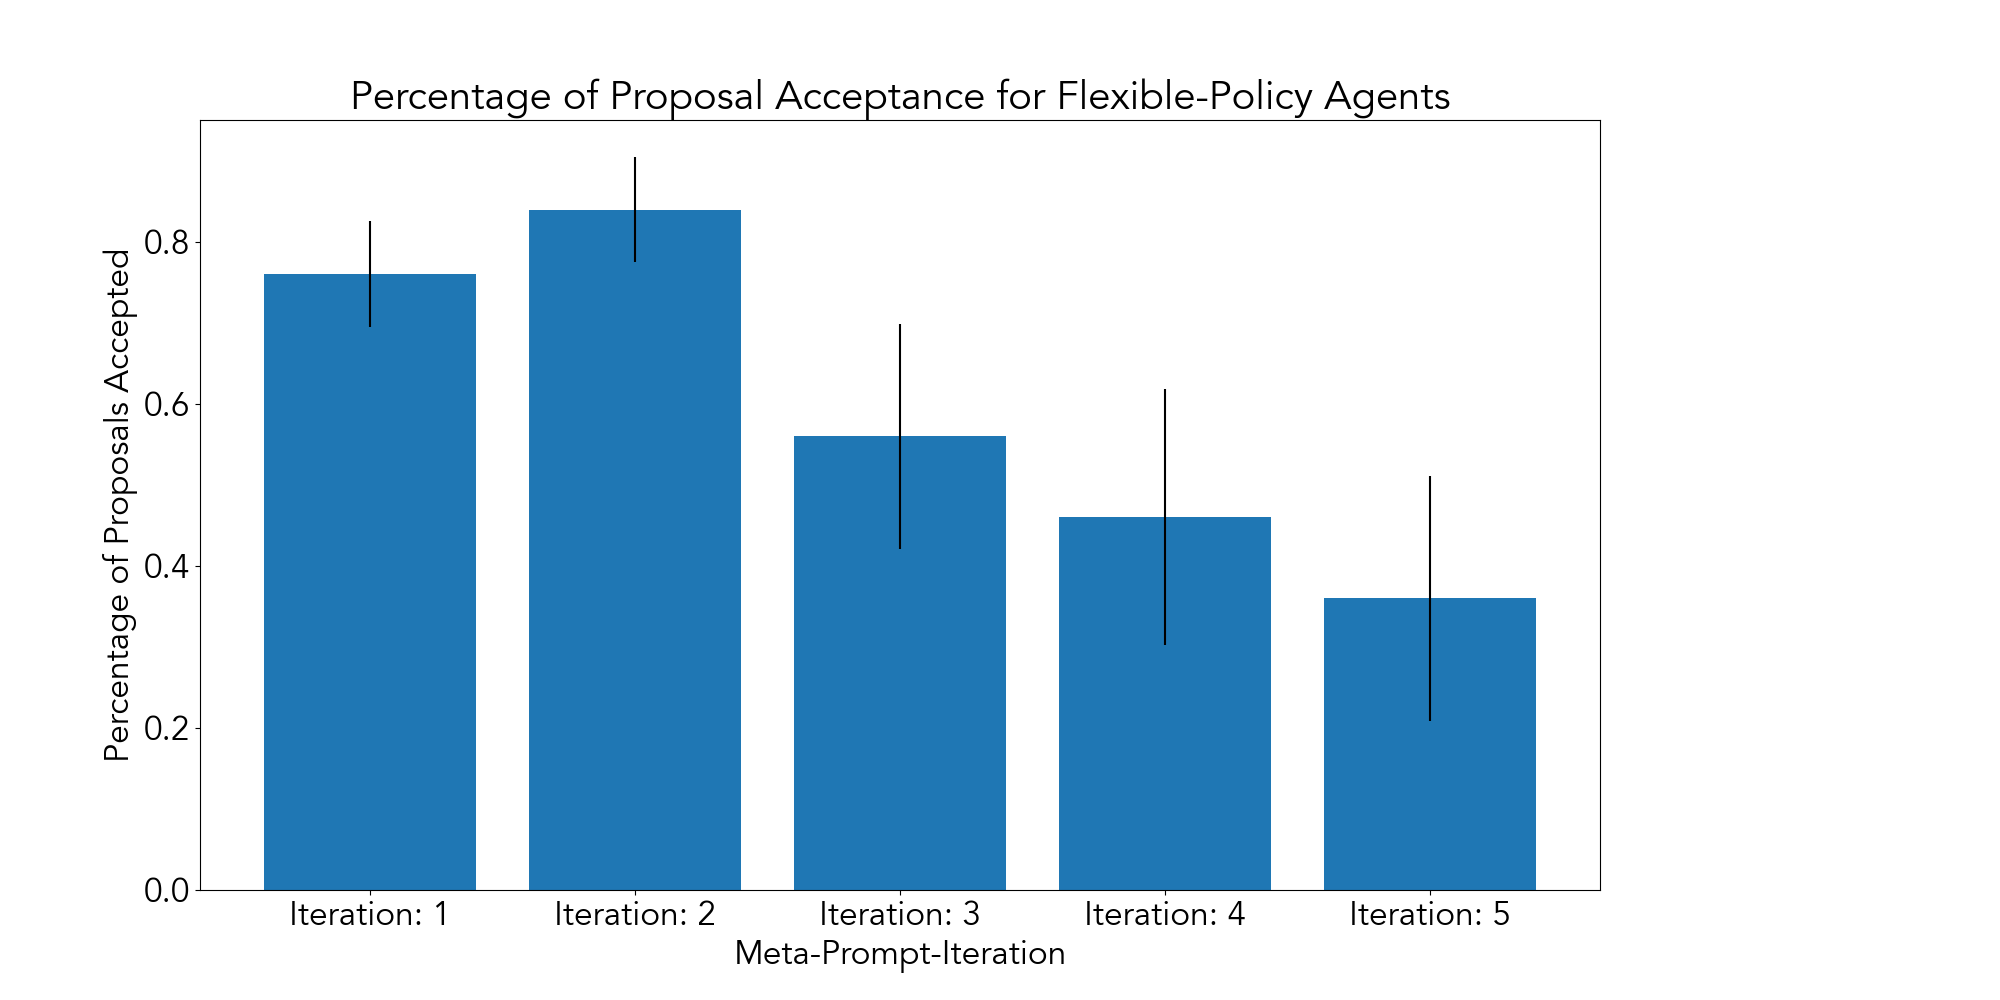 Percentage of Proposal Acceptance for Flexible-Policy Agents
Percentage of Proposals Accepted
0.8
0.6
0.4
0.2
0.0
Iteration: 1 Iteration: 2 Iteration: 3 Iteration: 4 Iteration: 5
Meta-Prompt-Iteration